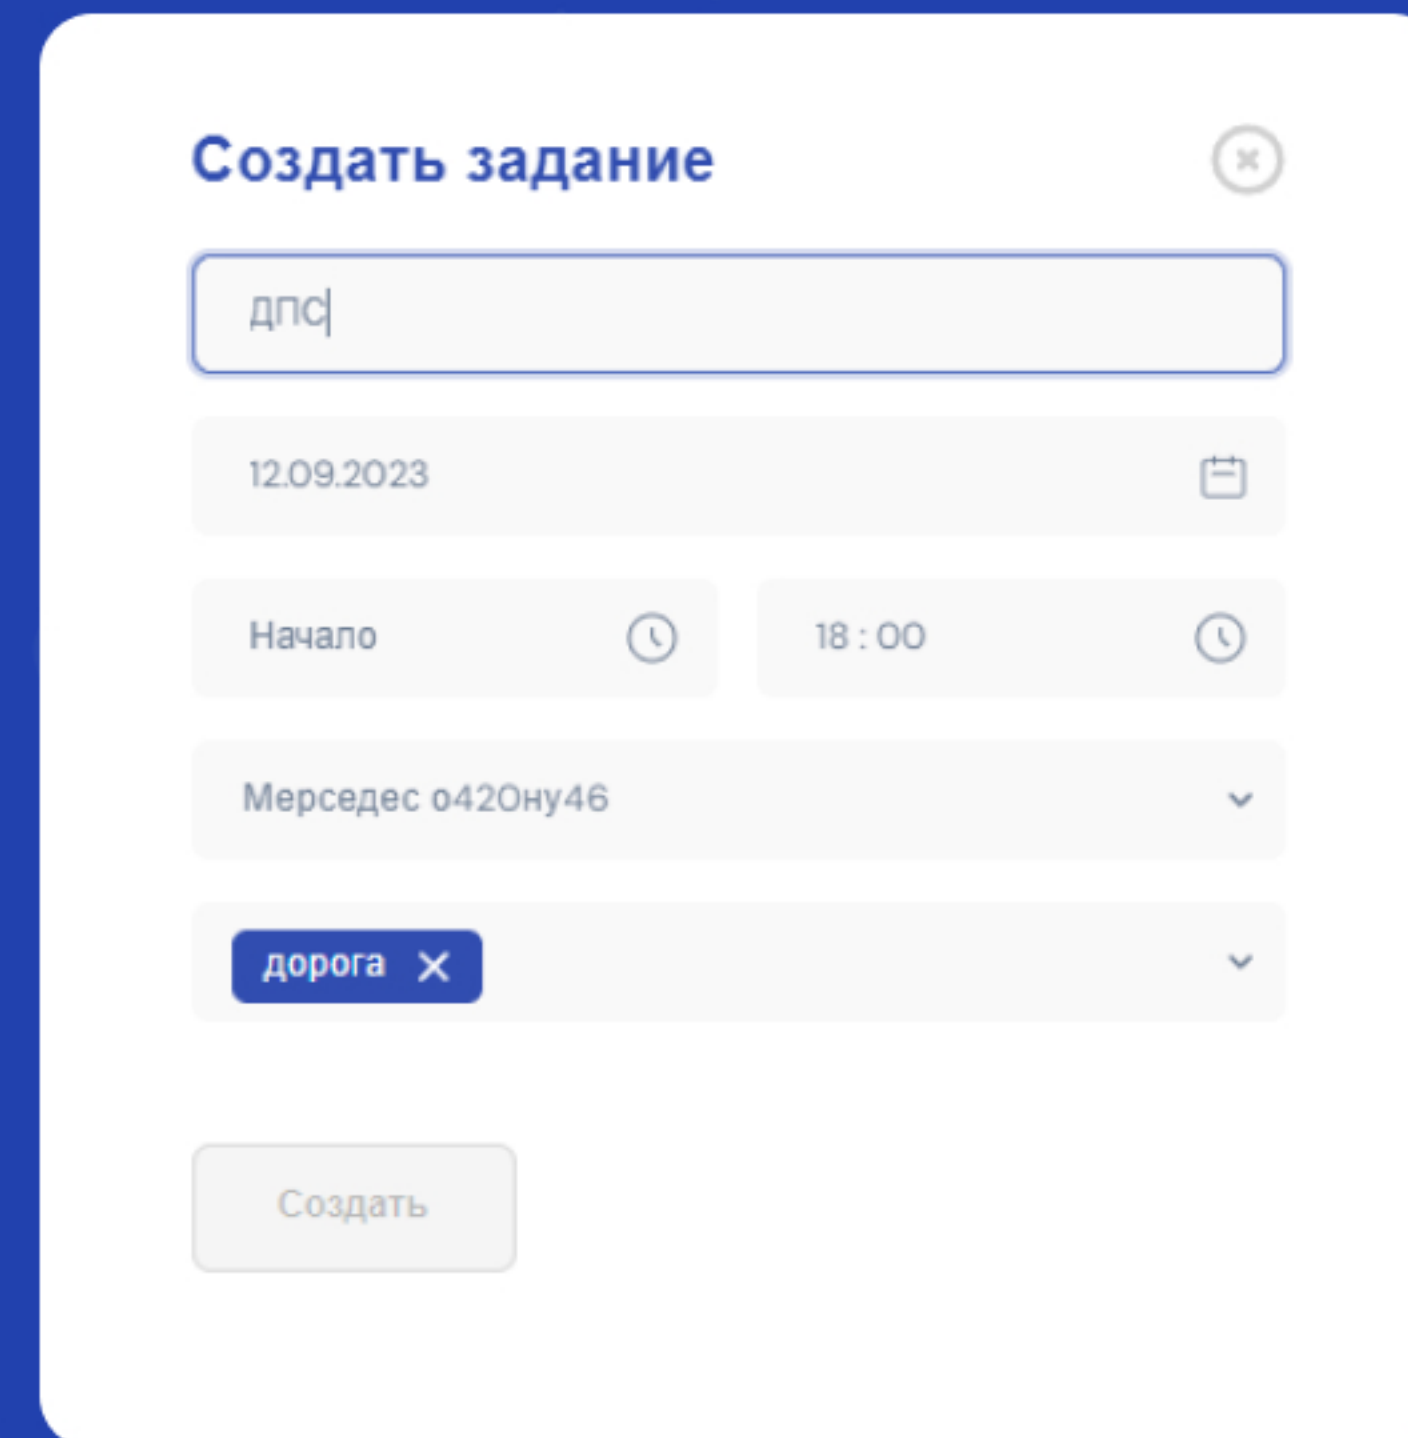 Создать задание
ДПС
12.09.2023
Начало
18 : 00
Мерседес о420ну46
дорога
Создать